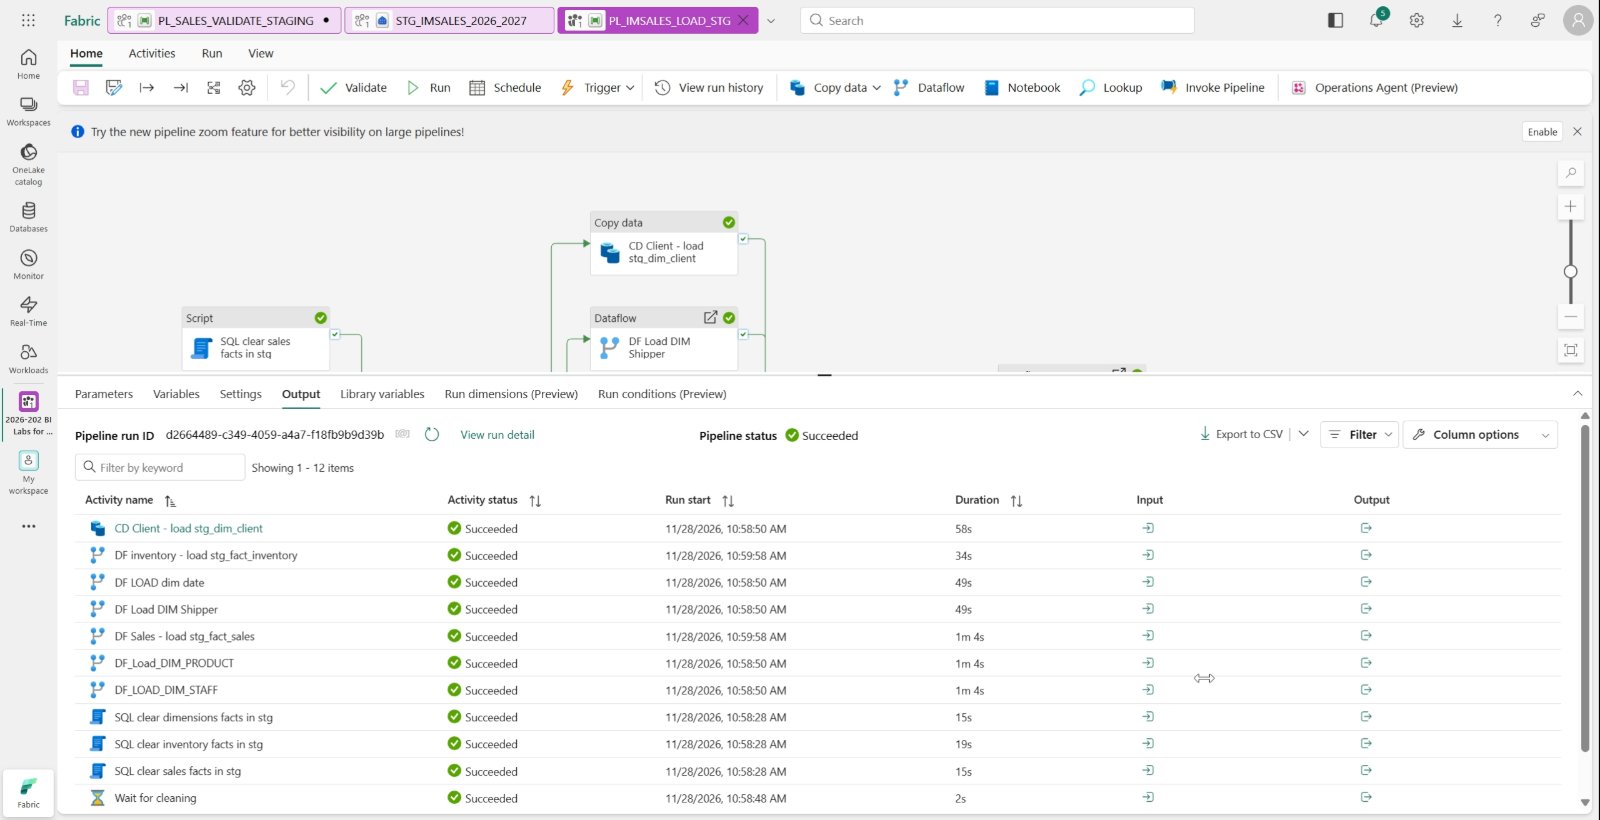 Fabric
PL_SALES_VALIDATE_STAGING
STG_IMSALES_2026_2027
PL_IMSALES_LOAD_STG
Search
5
Home
Activities
Run
View
Validate
Run
Schedule
Trigger
View run history
Copy data
Dataflow
Notebook
Lookup
Invoke Pipeline
Operations Agent (Preview)
Try the new pipeline zoom feature for better visibility on large pipelines!
Enable
Home
Workspaces
OneLake
catalog
Databases
Monitor
Real-Time
Workloads
2026-202 BI
Labs for ...
My
workspace
Fabric
Copy data
CD Client - load
stg_dim_client
Script
SQL clear sales
facts in stg
Dataflow
DF Load DIM
Shipper
Parameters
Variables
Settings
Output
Library variables
Run dimensions (Preview)
Run conditions (Preview)
Pipeline run ID d2664489-c349-4059-a4a7-f18fb9b9d39b
View run detail
Pipeline status Succeeded
Export to CSV
Filter
Column options
Filter by keyword
Showing 1 - 12 items
Activity name Activity status Run start Duration Input Output
CD Client - load stg_dim_client Succeeded 11/28/2026, 10:58:50 AM 58s
DF inventory - load stg_fact_inventory Succeeded 11/28/2026, 10:59:58 AM 34s
DF LOAD dim date Succeeded 11/28/2026, 10:58:50 AM 49s
DF Load DIM Shipper Succeeded 11/28/2026, 10:58:50 AM 49s
DF Sales - load stg_fact_sales Succeeded 11/28/2026, 10:59:58 AM 1m 4s
DF_Load_DIM_PRODUCT Succeeded 11/28/2026, 10:58:50 AM 1m 4s
DF_LOAD_DIM_STAFF Succeeded 11/28/2026, 10:58:50 AM 1m 4s
SQL clear dimensions facts in stg Succeeded 11/28/2026, 10:58:28 AM 15s
SQL clear inventory facts in stg Succeeded 11/28/2026, 10:58:28 AM 19s
SQL clear sales facts in stg Succeeded 11/28/2026, 10:58:28 AM 15s
Wait for cleaning Succeeded 11/28/2026, 10:58:48 AM 2s